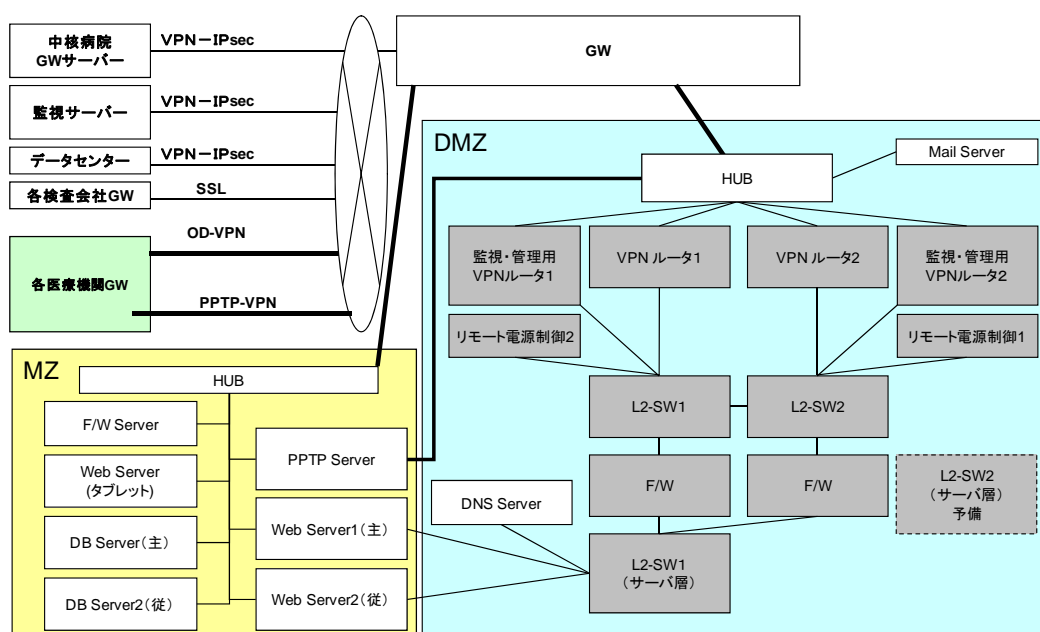 中核病院
GWサーバー
VPN－IPsec
GW
監視サーバー
VPN－IPsec
データセンター
VPN－IPsec
各検査会社GW
SSL
OD-VPN
各医療機関GW
PPTP-VPN
DMZ
Mail Server
HUB
監視・管理用
VPNルータ1
VPN ルータ1
VPN ルータ2
監視・管理用
VPNルータ2
リモート電源制御2
リモート電源制御1
L2-SW1
L2-SW2
F/W
F/W
L2-SW2
（サーバ層）
予備
DNS Server
L2-SW1
（サーバ層）
MZ
HUB
F/W Server
Web Server
(タブレット)
DB Server（主）
DB Server2（従）
PPTP Server
Web Server1（主）
Web Server2（従）